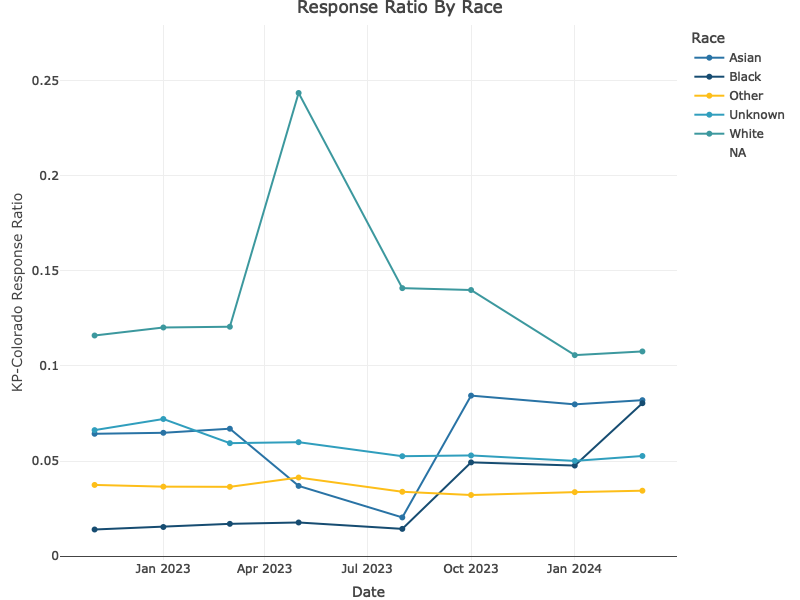 Response Ratio By Race
Race
Asian
Black
Other
Unknown
White
NA
0.25
0.2
0.15
0.1
0.05
0
KP-Colorado Response Ratio
Jan 2023
Apr 2023
Jul 2023
Oct 2023
Jan 2024
Date